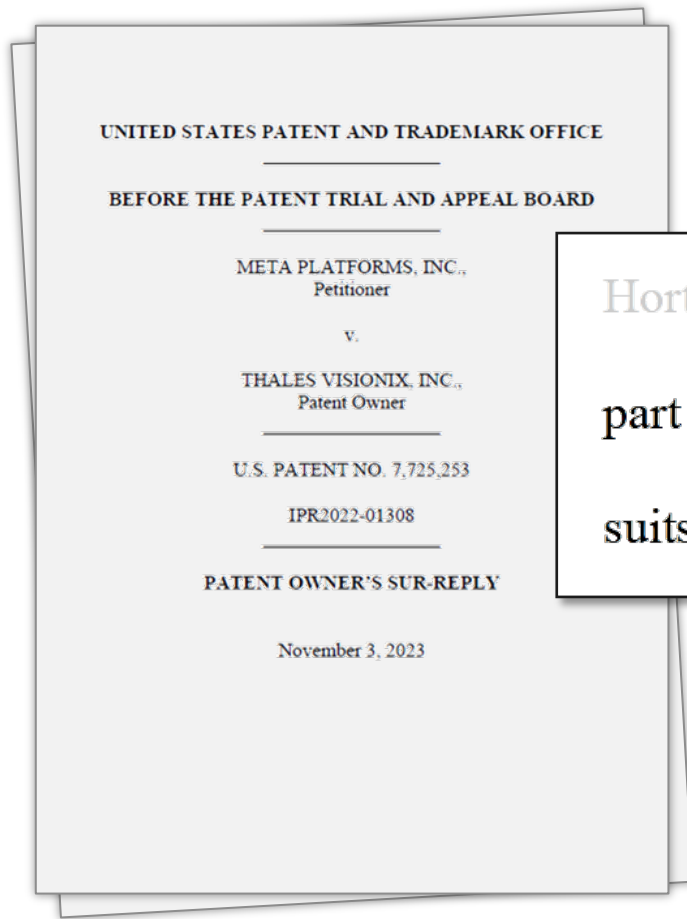 UNITED STATES PATENT AND TRADEMARK OFFICE
BEFORE THE PATENT TRIAL AND APPEAL BOARD
META PLATFORMS, INC.,
Petitioner
v.
THALES VISIONIX, INC.,
Patent Owner
U.S. PATENT NO. 7,725,253
IPR2022-01308
PATENT OWNER'S SUR-REPLY
November 3, 2023
Hort
part
suits